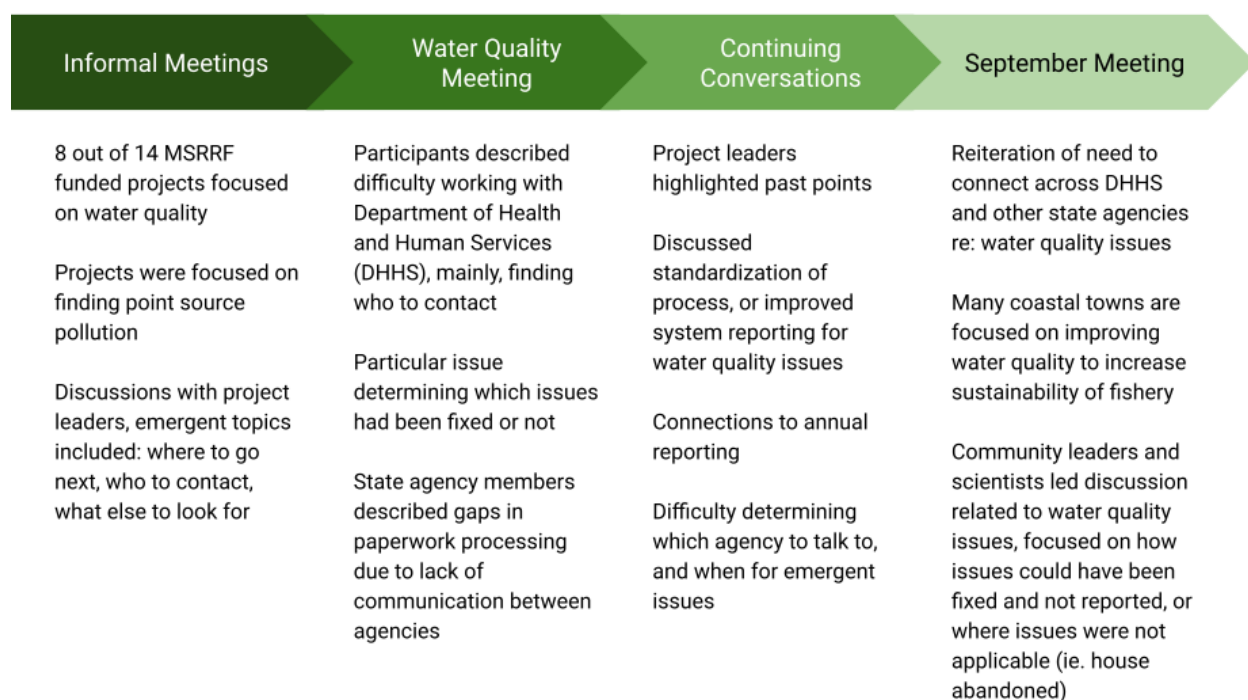 Informal Meetings
Water Quality
Meeting
Continuing
Conversations
September Meeting
8 out of 14 MSRRF
funded projects focused
on water quality
Projects were focused on
finding point source
pollution
Discussions with project
leaders, emergent topics
included: where to go
next, who to contact,
what else to look for
Participants described
difficulty working with
Department of Health
and Human Services
(DHHS), mainly, finding
who to contact
Particular issue
determining which issues
had been fixed or not
State agency members
described gaps in
paperwork processing
due to lack of
communication between
agencies
Project leaders
highlighted past points
Discussed
standardization of
process, or improved
system reporting for
water quality issues
Connections to annual
reporting
Difficulty determining
which agency to talk to,
and when for emergent
issues
Reiteration of need to
connect across DHHS
and other state agencies
re: water quality issues
Many coastal towns are
focused on improving
water quality to increase
sustainability of fishery
Community leaders and
scientists led discussion
related to water quality
issues, focused on how
issues could have been
fixed and not reported, or
where issues were not
applicable (ie. house
abandoned)